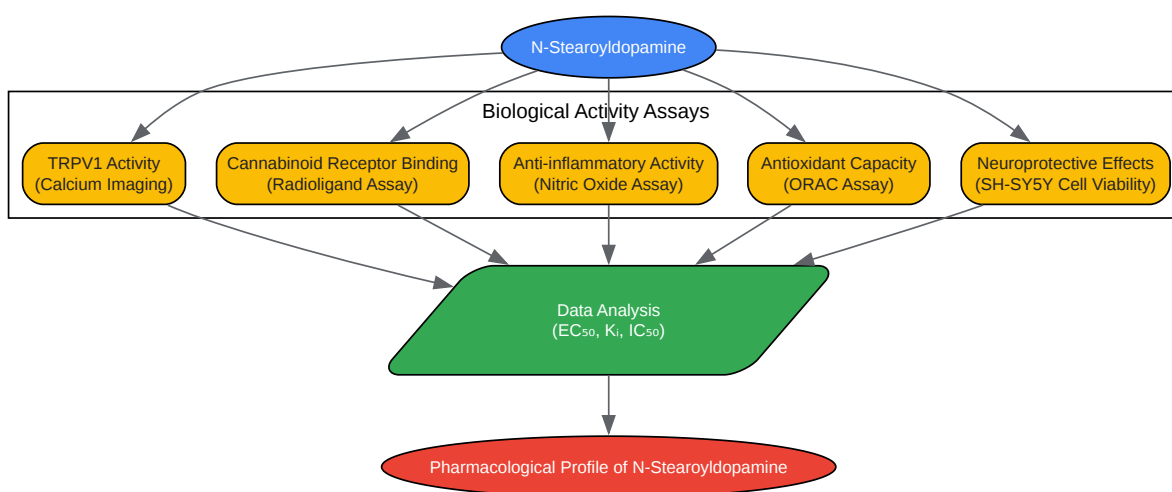 N-Stearoyldopamine
Biological Activity Assays
TRPV1 Activity
(Calcium Imaging)
Cannabinoid Receptor Binding
(Radioligand Assay)
Anti-inflammatory Activity
(Nitric Oxide Assay)
Antioxidant Capacity
(ORAC Assay)
Neuroprotective Effects
(SH-SY5Y Cell Viability)
Data Analysis
(EC₅₀, Kᵢ, IC₅₀)
Pharmacological Profile of N-Stearoyldopamine